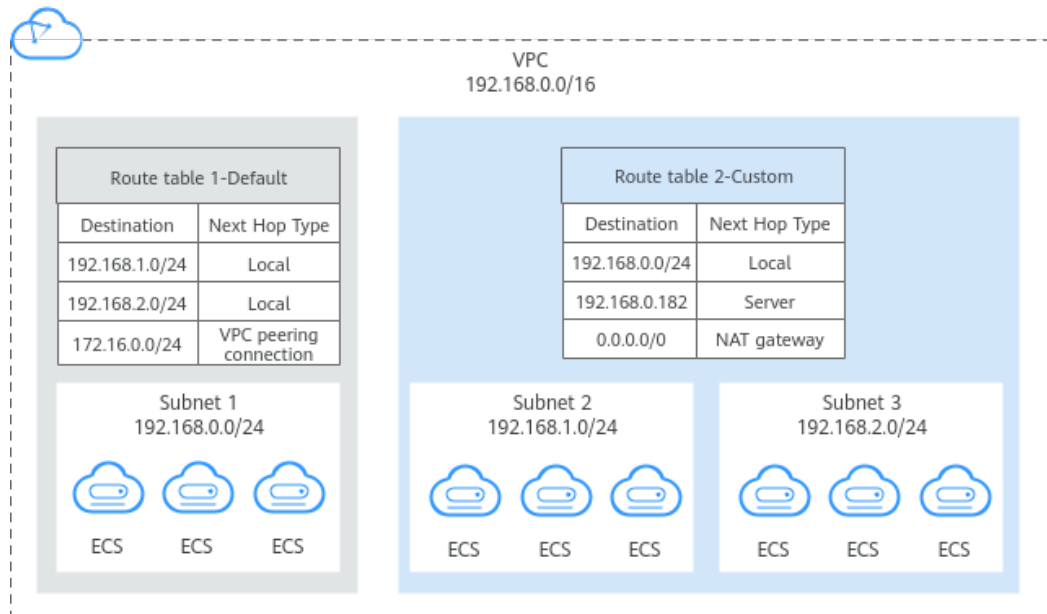 VPC
192.168.0.0/16
Route table 1-Default
Destination Next Hop Type
192.168.1.0/24 Local
192.168.2.0/24 Local
172.16.0.0/24 VPC peering
connection
Subnet 1
192.168.0.0/24
ECS ECS ECS
Route table 2-Custom
Destination Next Hop Type
192.168.0.0/24 Local
192.168.0.182 Server
0.0.0.0/0 NAT gateway
Subnet 2
192.168.1.0/24
ECS ECS ECS
Subnet 3
192.168.2.0/24
ECS ECS ECS